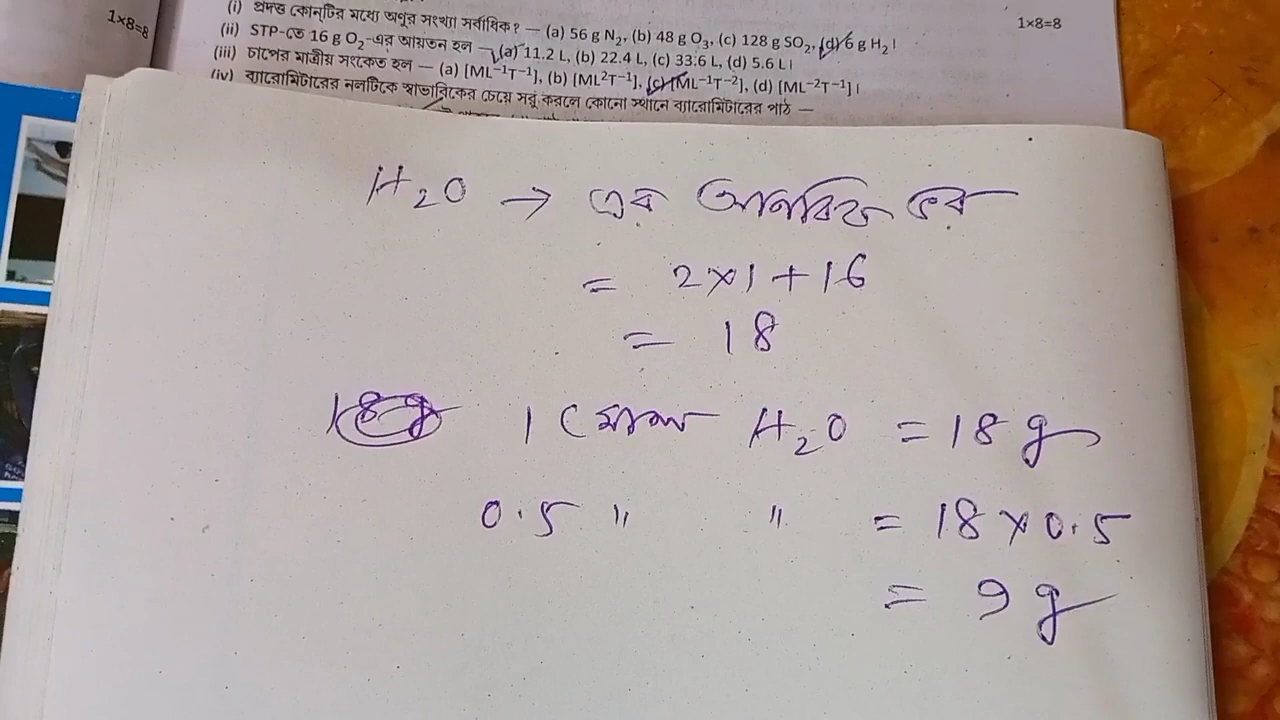 1×8=8
1×8=8
(i) প্রদত্ত কোন্‌টির মধ্যে অণুর সংখ্যা সর্বাধিক? — (a) 56 g N₂, (b) 48 g O₃, (c) 128 g SO₂, (d) 6 g H₂।
(ii) STP-তে 16 g O₂-এর আয়তন হল — (a) 11.2 L, (b) 22.4 L, (c) 33.6 L, (d) 5.6 L।
(iii) চাপের মাত্রীয় সংকেত হল — (a) [ML⁻¹T⁻¹], (b) [ML²T⁻¹], (c) [ML⁻¹T⁻²], (d) [ML⁻²T⁻¹]।
(iv) ব্যারোমিটারের নলটিকে স্বাভাবিকের চেয়ে সরু করলে কোনো স্থানে ব্যারোমিটারের পাঠ —
H₂O → এর আনবিক ভর
= 2×1+16
= 18
1 মোল H₂O = 18 g
0.5 " " = 18×0.5
= 9 g